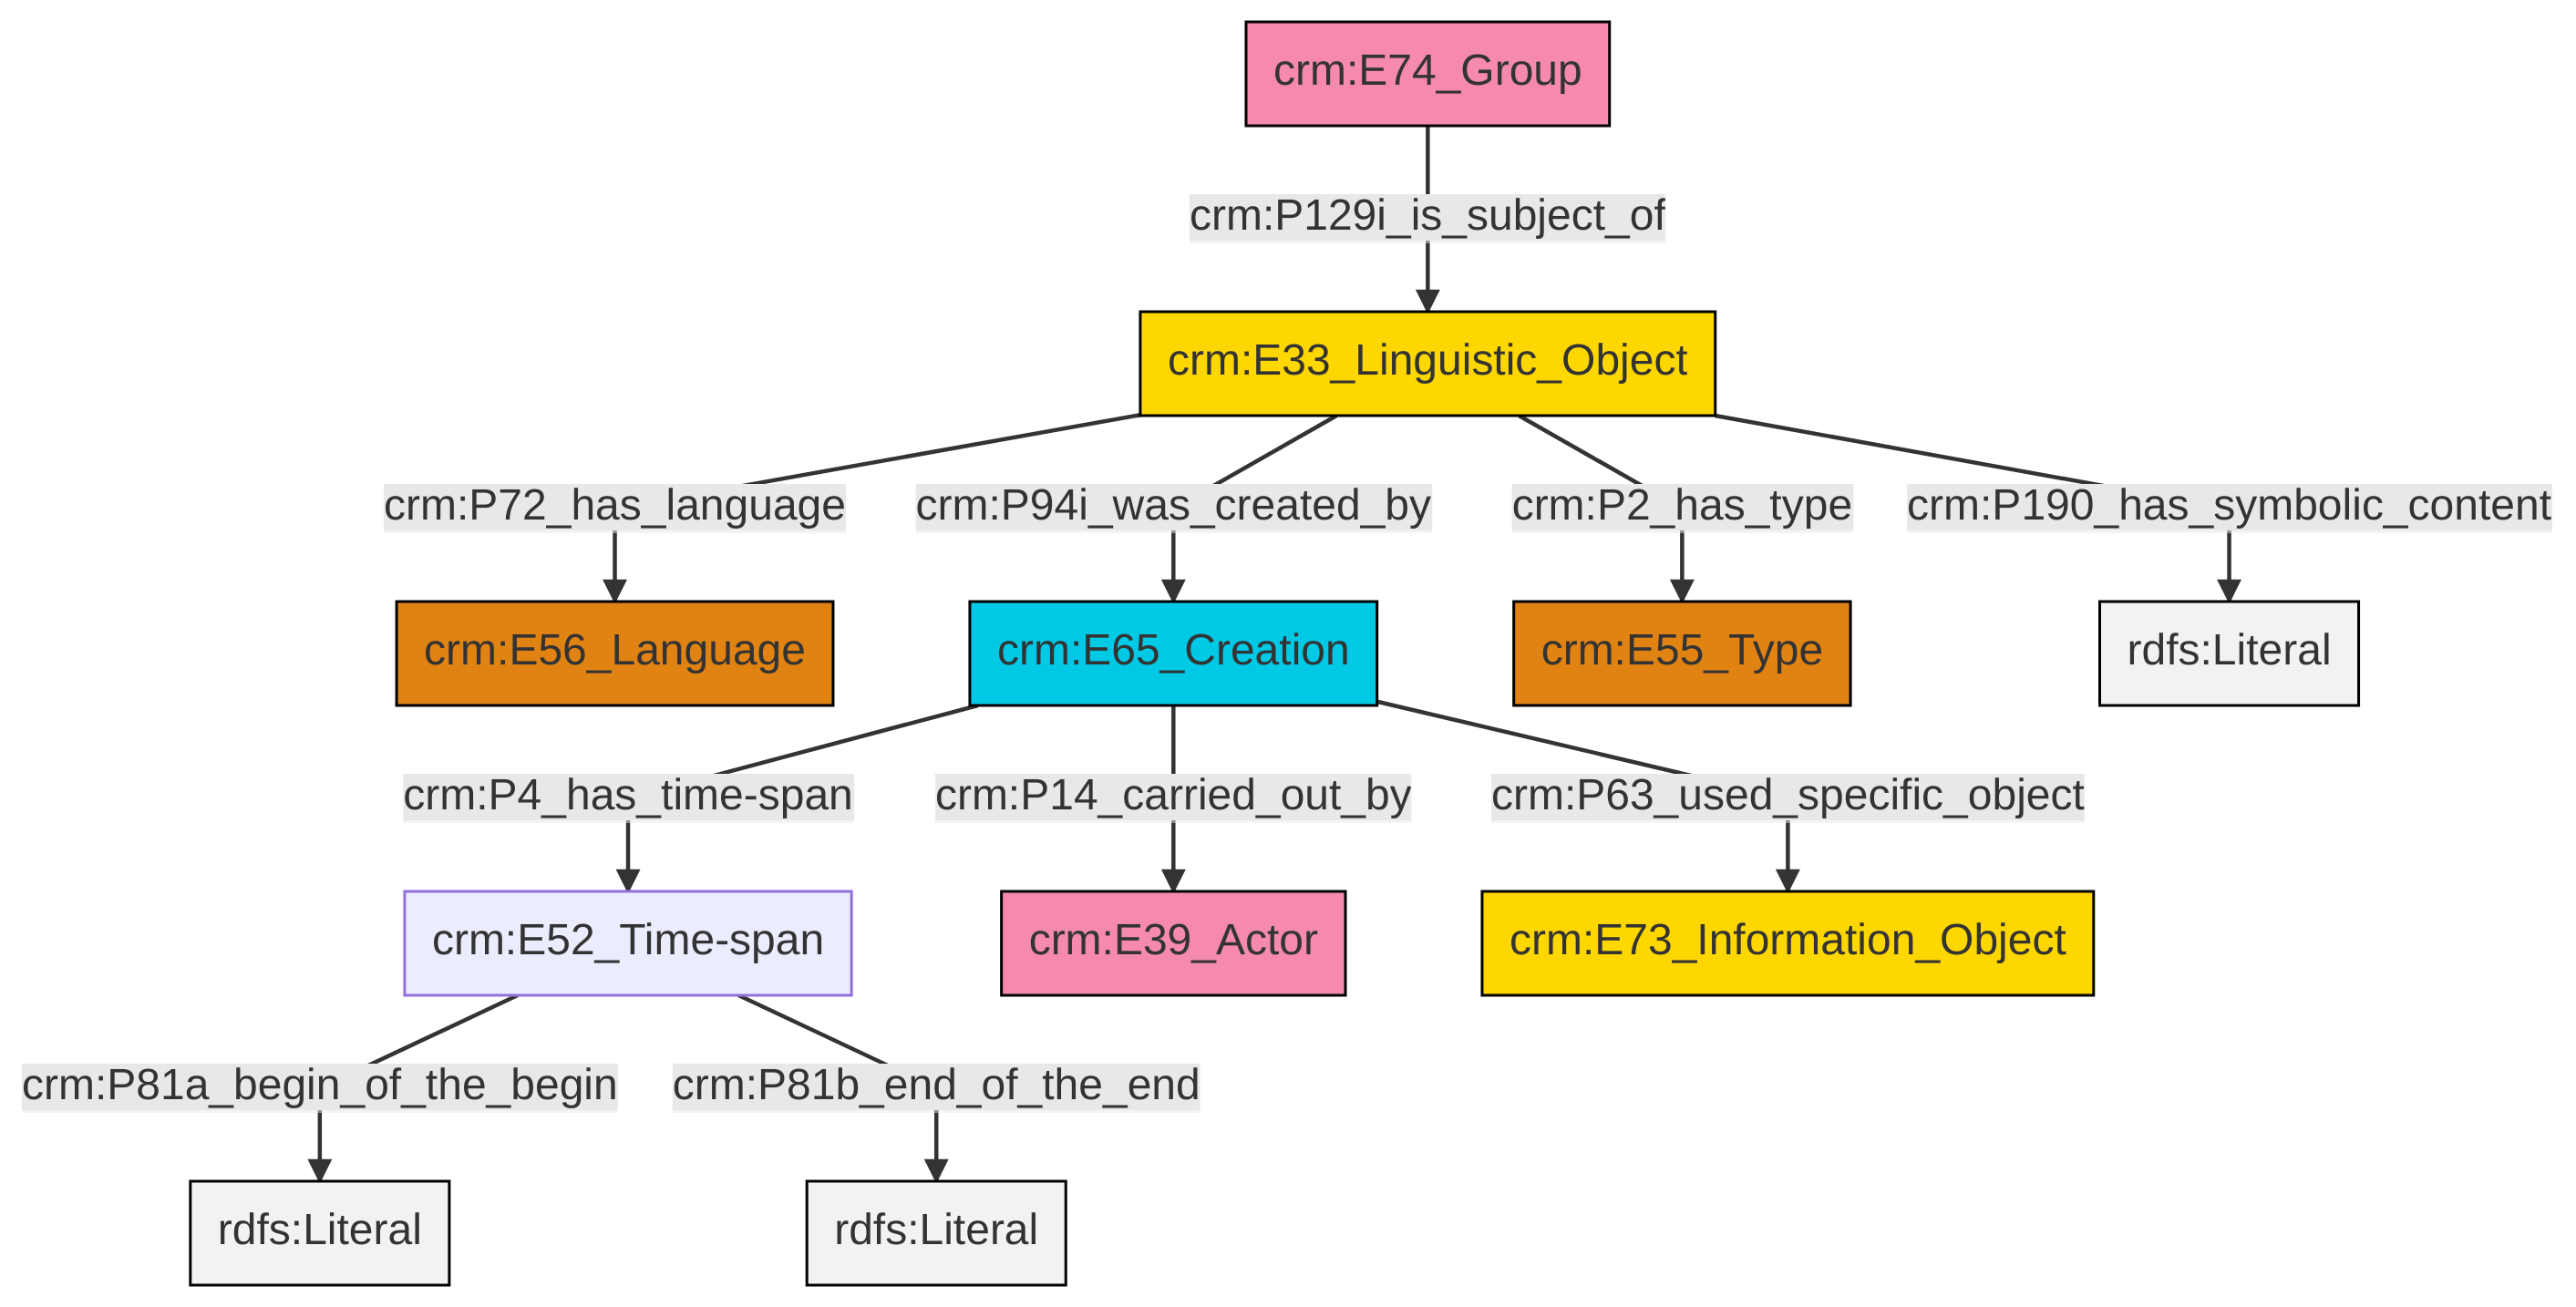 crm:E74_Group
crm:P129i_is_subject_of
crm:E33_Linguistic_Object
crm:P72_has_language
crm:P94i_was_created_by
crm:P2_has_type
crm:P190_has_symbolic_content
crm:E56_Language
crm:E65_Creation
crm:E55_Type
rdfs:Literal
crm:P4_has_time-span
crm:P14_carried_out_by
crm:P63_used_specific_object
crm:E52_Time-span
crm:E39_Actor
crm:E73_Information_Object
crm:P81a_begin_of_the_begin
crm:P81b_end_of_the_end
rdfs:Literal
rdfs:Literal